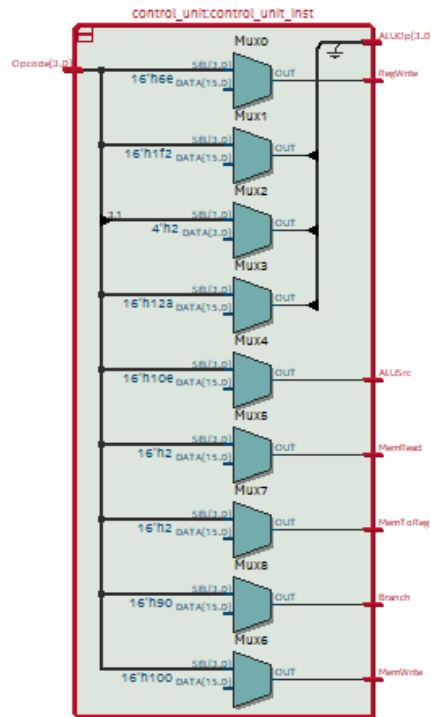 control_unit:control_unit_inst
Mux0
ALUOp[3.0]
Opcode[3.0]
SEL[3.0]
OUT
16'h6e
DATA[15.0]
RegWrite
Mux1
SEL[3.0]
OUT
16'h1f2
DATA[15.0]
Mux2
3.1
SEL[1.0]
OUT
4'h2
DATA[3.0]
Mux3
SEL[3.0]
OUT
16'h12a
DATA[15.0]
Mux4
SEL[3.0]
OUT
ALUSrc
16'h10e
DATA[15.0]
Mux5
SEL[3.0]
OUT
MemRead
16'h2
DATA[15.0]
Mux7
SEL[3.0]
OUT
MemToReg
16'h2
DATA[15.0]
Mux8
SEL[3.0]
OUT
Branch
16'h90
DATA[15.0]
Mux6
SEL[3.0]
OUT
MemWrite
16'h100
DATA[15.0]